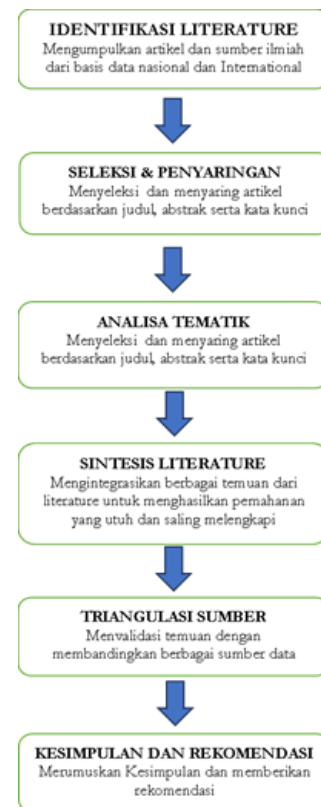 IDENTIFIKASI LITERATURE
Mengumpulkan artikel dan sumber ilmiah
dari basis data nasional dan International
SELEKSI & PENYARINGAN
Menyeleksi dan menyaring artikel
berdasarkan judul, abstrak serta kata kunci
ANALISA TEMATIK
Menyeleksi dan menyaring artikel
berdasarkan judul, abstrak serta kata kunci
SINTESIS LITERATURE
Mengintegrasikan berbagai temuan dari
literature untuk menghasilkan pemahanan
yang utuh dan saling melengkapi
TRIANGULASI SUMBER
Menvalidasi temuan dengan
membandingkan berbagai sumber data
KESIMPULAN DAN REKOMENDASI
Merumuskan Kesimpulan dan memberikan
rekomendasi